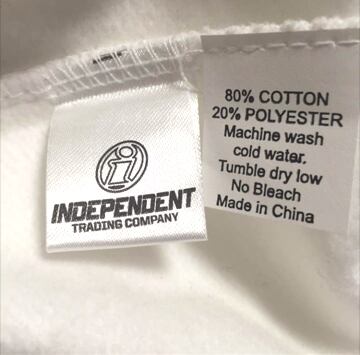 INDEPENDENT
TRADING COMPANY
80% COTTON
20% POLYESTER
Machine wash
cold water.
Tumble dry low
No Bleach
Made in China